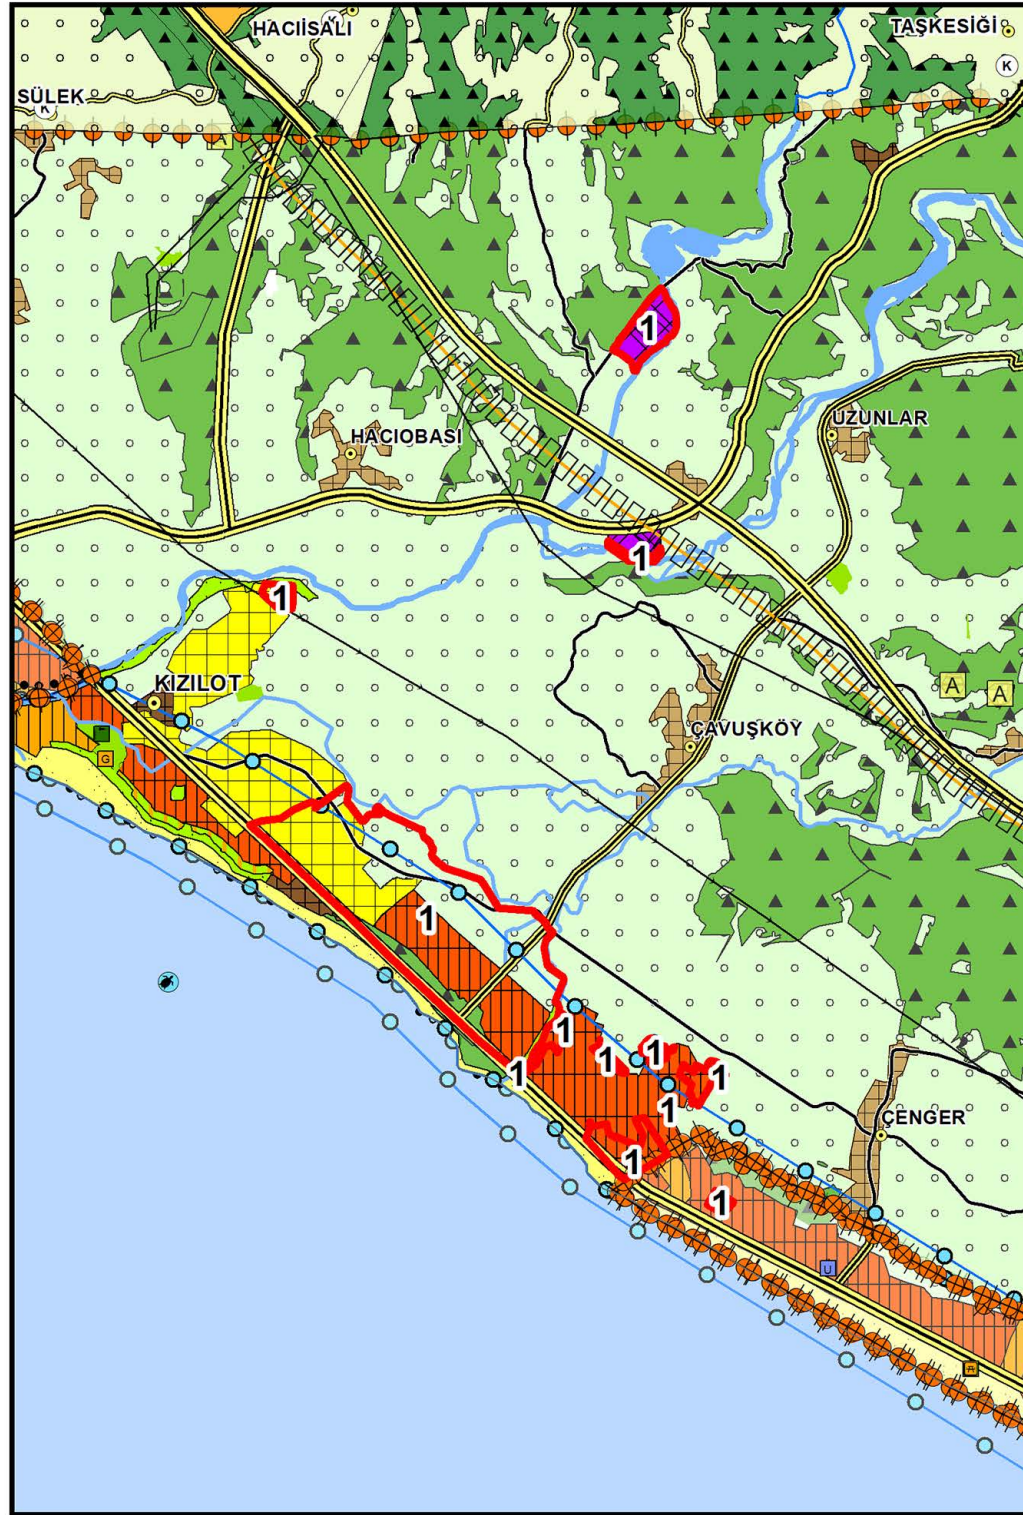 HACIİSALI
K
TAŞKESİĞİ
K
SÜLEK
K
A
1
UZUNLAR
HACIOBASI
1
1
KIZILOT
A
A
ÇAVUŞKÖY
G
1
1
1
1
1
1
1
ÇENGER
1
1
U